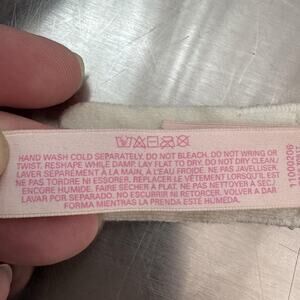 HAND WASH COLD SEPARATELY. DO NOT BLEACH. DO NOT WRING OR
TWIST. RESHAPE WHILE DAMP. LAY FLAT TO DRY. DO NOT DRY CLEAN./
LAVER SÉPARÉMENT À LA MAIN, À L'EAU FROIDE. NE PAS JAVELLISER.
NE PAS TORDRE NI ESSORER. REPLACER LE VÊTEMENT LORSQU'IL EST
ENCORE HUMIDE. FAIRE SÉCHER À PLAT. NE PAS NETTOYER À SEC./
LAVAR POR SEPARADO. NO ESCURRIR. VOLVER A DAR
FORMA MIENTRAS LA PRENDA ESTÉ HÚMEDA.
11000206